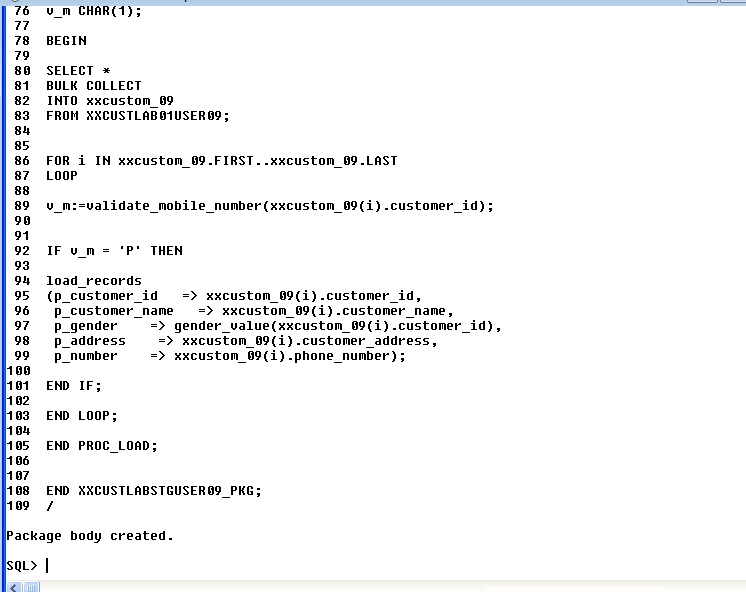 76  v_m CHAR(1);
77
78  BEGIN
79
80  SELECT *
81  BULK COLLECT
82  INTO xxcustom_09
83  FROM XXCUSTLAB01USER09;
84
85
86  FOR i IN xxcustom_09.FIRST..xxcustom_09.LAST
87  LOOP
88
89  v_m:=validate_mobile_number(xxcustom_09(i).customer_id);
90
91
92  IF v_m = 'P' THEN
93
94  load_records
95  (p_customer_id   => xxcustom_09(i).customer_id,
96   p_customer_name   => xxcustom_09(i).customer_name,
97   p_gender    => gender_value(xxcustom_09(i).customer_id),
98   p_address    => xxcustom_09(i).customer_address,
99   p_number    => xxcustom_09(i).phone_number);
100
101  END IF;
102
103  END LOOP;
104
105  END PROC_LOAD;
106
107
108  END XXCUSTLABSTGUSER09_PKG;
109  /
Package body created.
SQL>